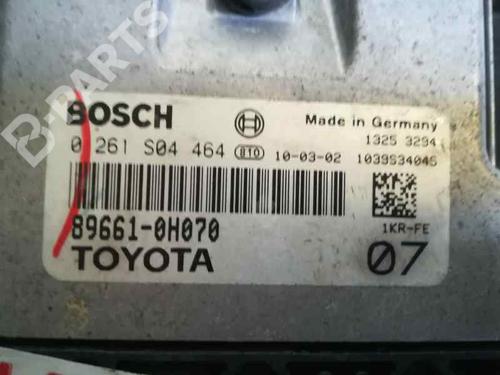 B-PARTS
BOSCH
Made in Germany
0 261 S04 464 010 10-03-02
1325 3294
1039S34045
89661-0H070
1KR-FE
TOYOTA
07